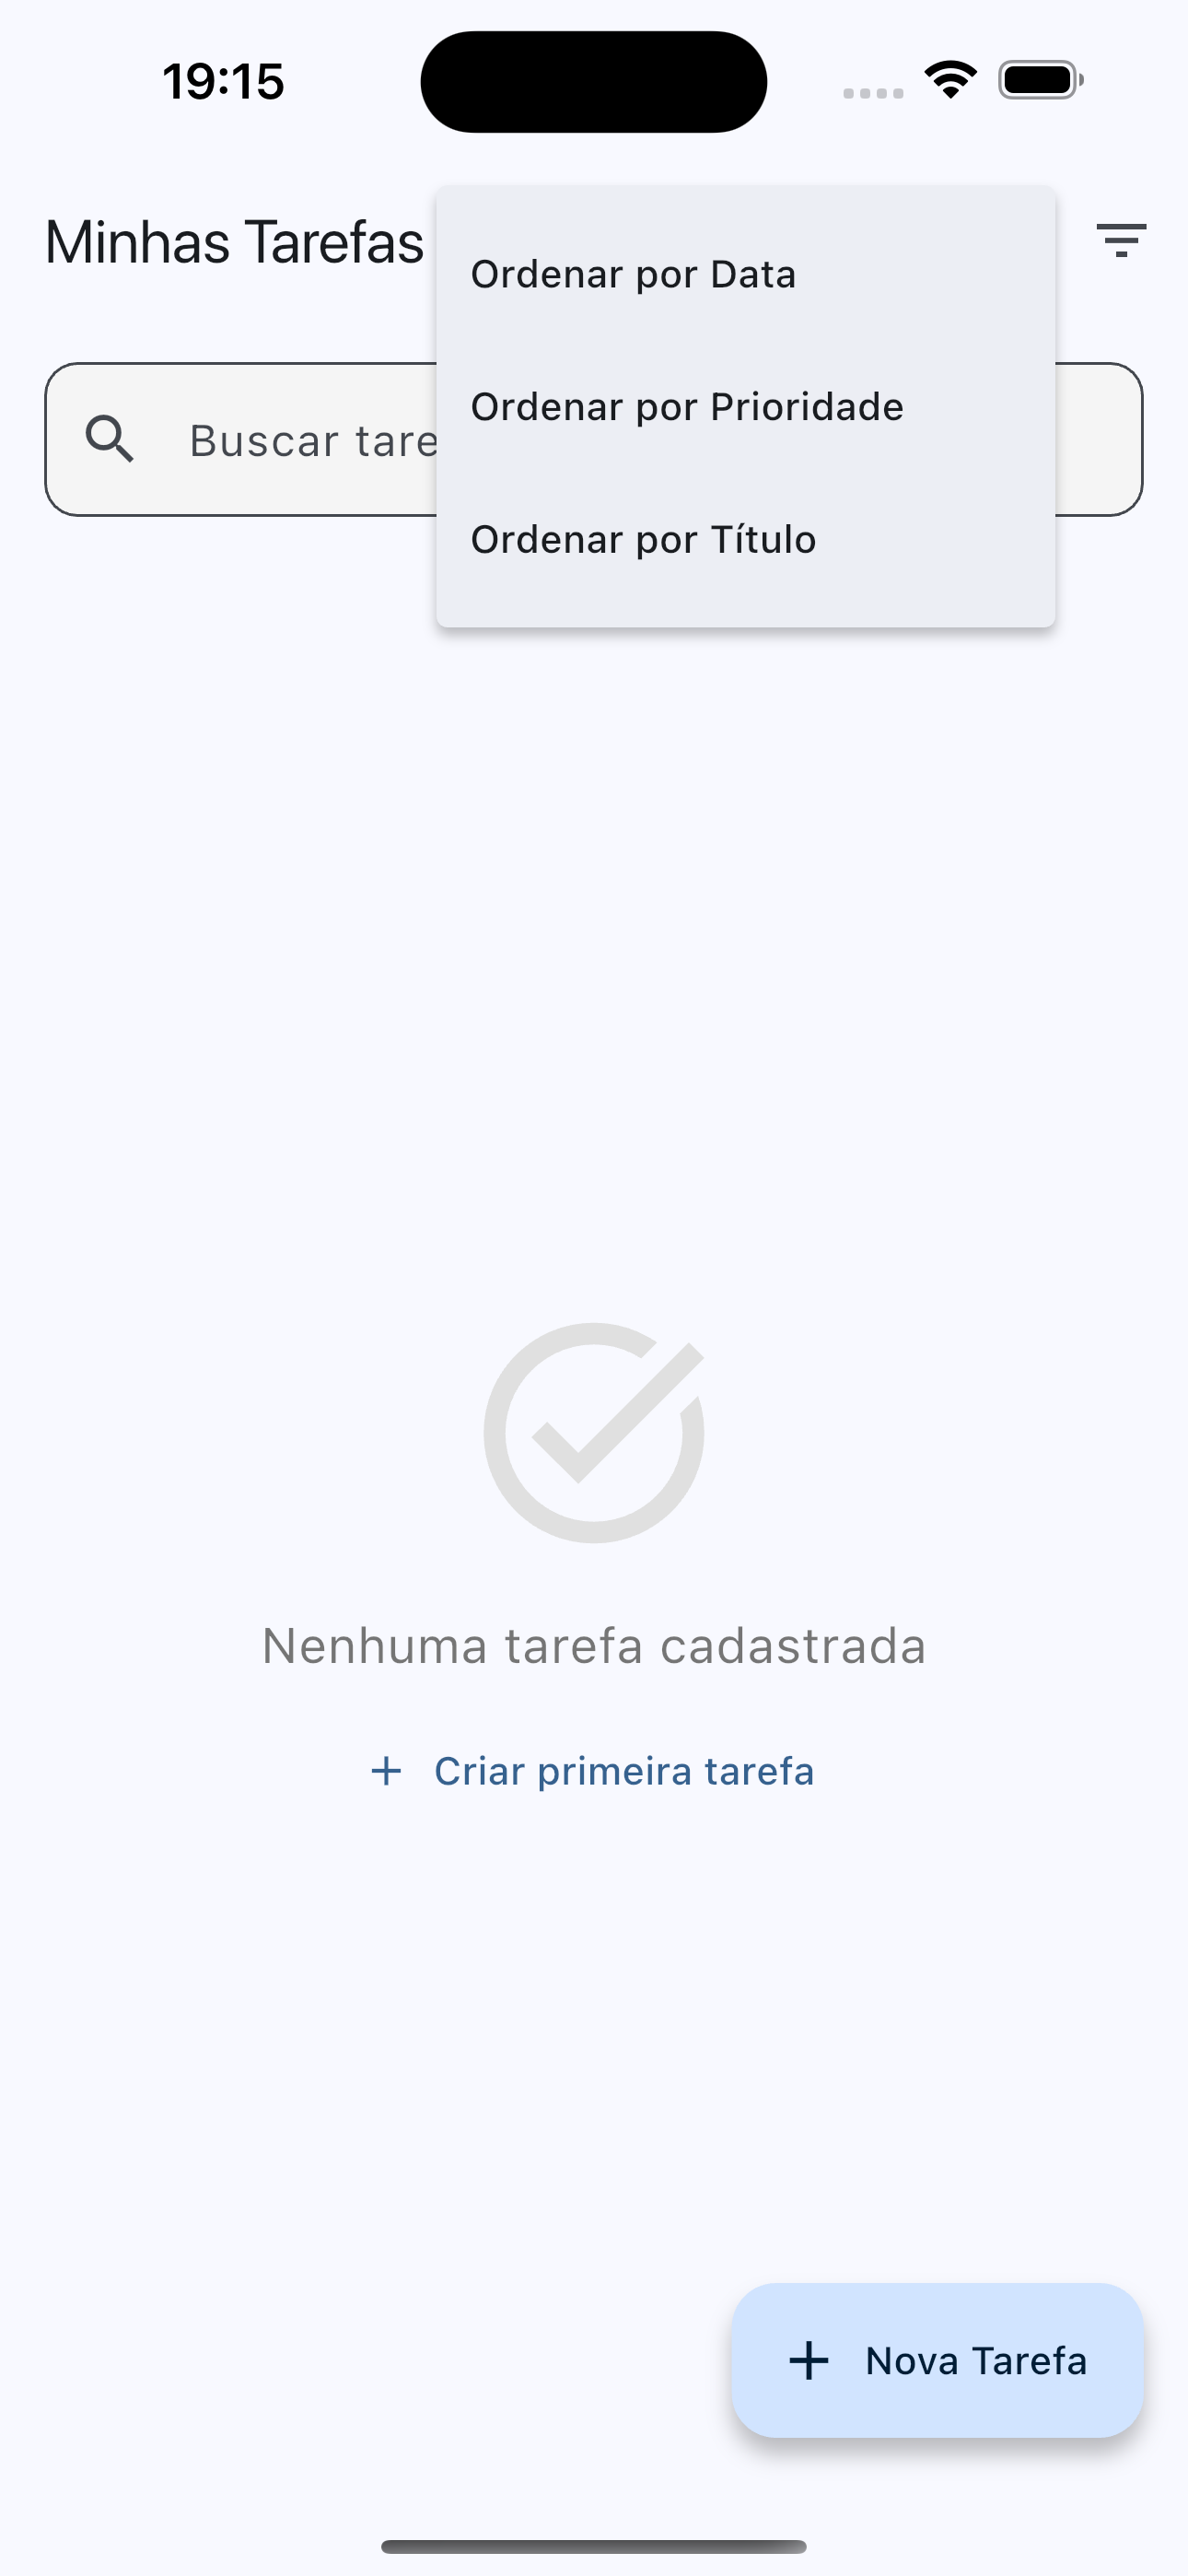 19:15
Minhas Tarefas
Ordenar por Data
Ordenar por Prioridade
Buscar tare
Ordenar por Título
Nenhuma tarefa cadastrada
Criar primeira tarefa
Nova Tarefa